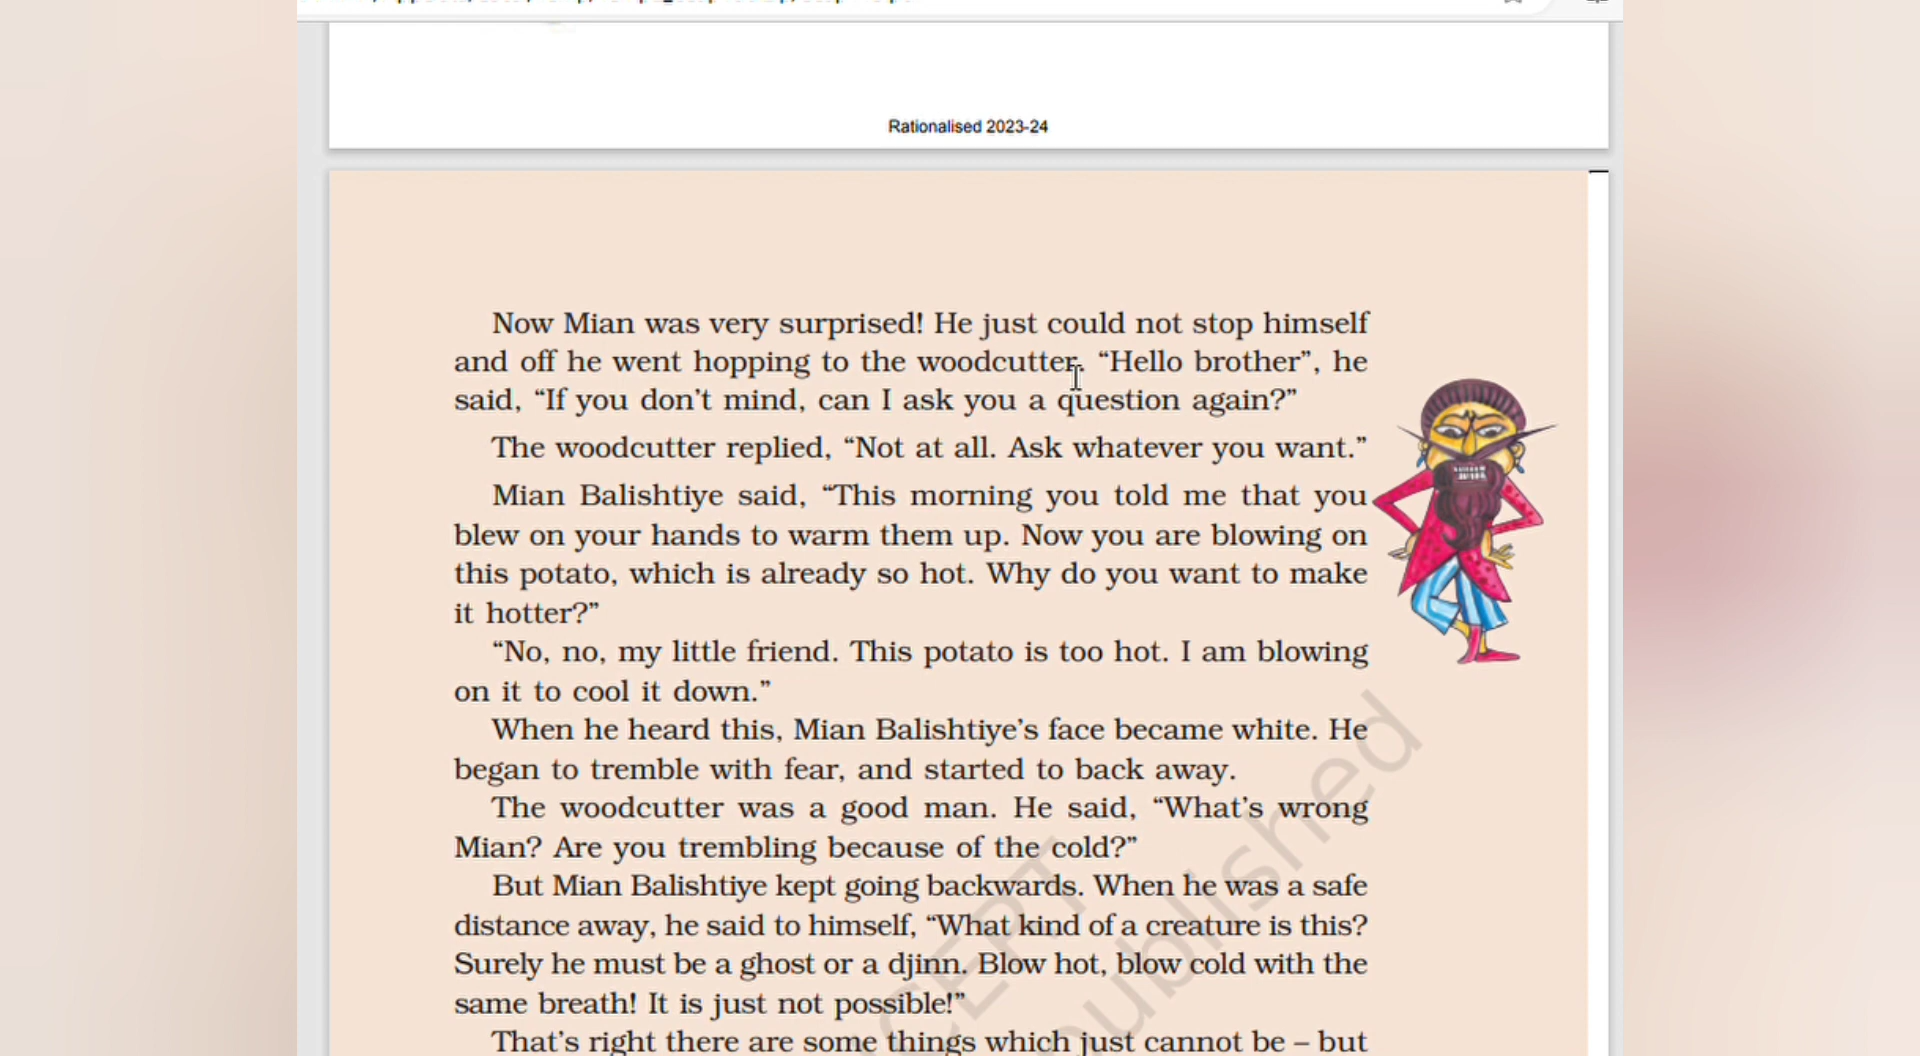 Rationalised 2023-24
Now Mian was very surprised! He just could not stop himself
and off he went hopping to the woodcutter. “Hello brother”, he
said, “If you don’t mind, can I ask you a question again?”
The woodcutter replied, “Not at all. Ask whatever you want.”
Mian Balishtiye said, “This morning you told me that you
blew on your hands to warm them up. Now you are blowing on
this potato, which is already so hot. Why do you want to make
it hotter?”
“No, no, my little friend. This potato is too hot. I am blowing
on it to cool it down.”
When he heard this, Mian Balishtiye’s face became white. He
began to tremble with fear, and started to back away.
The woodcutter was a good man. He said, “What’s wrong
Mian? Are you trembling because of the cold?”
But Mian Balishtiye kept going backwards. When he was a safe
distance away, he said to himself, “What kind of a creature is this?
Surely he must be a ghost or a djinn. Blow hot, blow cold with the
same breath! It is just not possible!”
That’s right there are some things which just cannot be – but